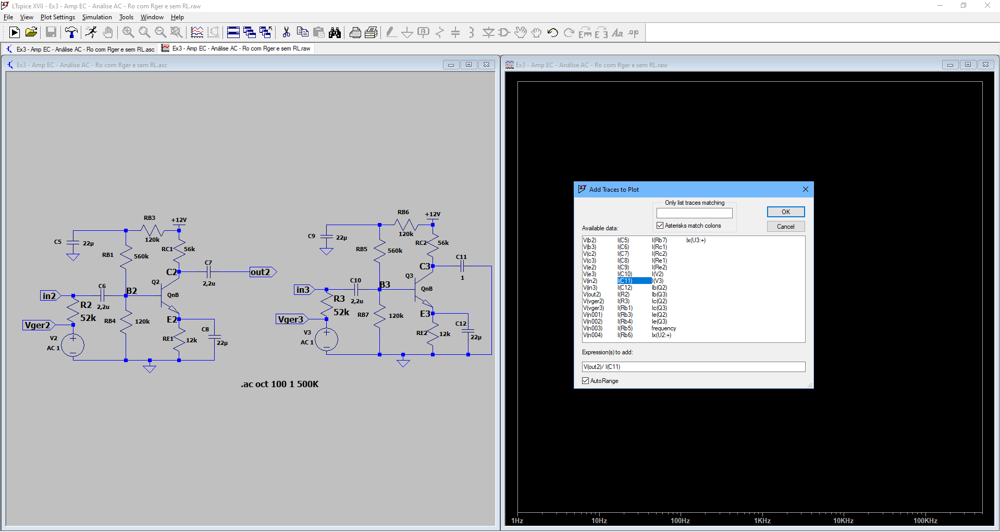 LTspice XVII - Ex3 - Amp EC - Análise AC - Ro com Rger e sem RL.raw
File View Plot Settings Simulation Tools Window Help
Ex3 - Amp EC - Análise AC - Ro com Rger e sem RL.asc
Ex3 - Amp EC - Análise AC - Ro com Rger e sem RL.raw
Ex3 - Amp EC - Análise AC - Ro com Rger e sem RL.asc
RB3
+12V
120k
C5
22µ
RB1
560k
RC1
56k
C7
C2
out2
2,2u
Q2
QnB
in2
C6
B2
2,2u
R2
52k
RB4
120k
E2
Vger2
V2
AC 1
RE1
12k
C8
22µ
RB6
+12V
120k
C9
22µ
RB5
560k
RC2
56k
C11
C3
1
Q3
QnB
in3
C10
B3
2,2u
R3
52k
RB7
120k
E3
Vger3
V3
AC 1
RE2
12k
C12
22µ
.ac oct 100 1 500K
Ex3 - Amp EC - Análise AC - Ro com Rger e sem RL.raw
Add Traces to Plot
Only list traces matching
OK
Asterisks match colons
Cancel
Available data:
V(b2) I(C5) I(Rb7) Ix(U3:+)
V(b3) I(C6) I(Rc1)
V(c2) I(C7) I(Rc2)
V(c3) I(C8) I(Re1)
V(e2) I(C9) I(Re2)
V(e3) I(C10) I(V2)
V(in2) I(C11) I(V3)
V(in3) I(C12) Ib(Q2)
V(out2) I(R2) Ib(Q3)
V(vger2) I(R3) Ic(Q2)
V(vger3) I(Rb1) Ic(Q3)
V(n001) I(Rb3) Ie(Q2)
V(n002) I(Rb4) Ie(Q3)
V(n003) I(Rb5) frequency
V(n004) I(Rb6) Ix(U2:+)
Expression(s) to add:
V(out2)/ I(C11)
AutoRange
1Hz 10Hz 100Hz 1KHz 10KHz 100KHz